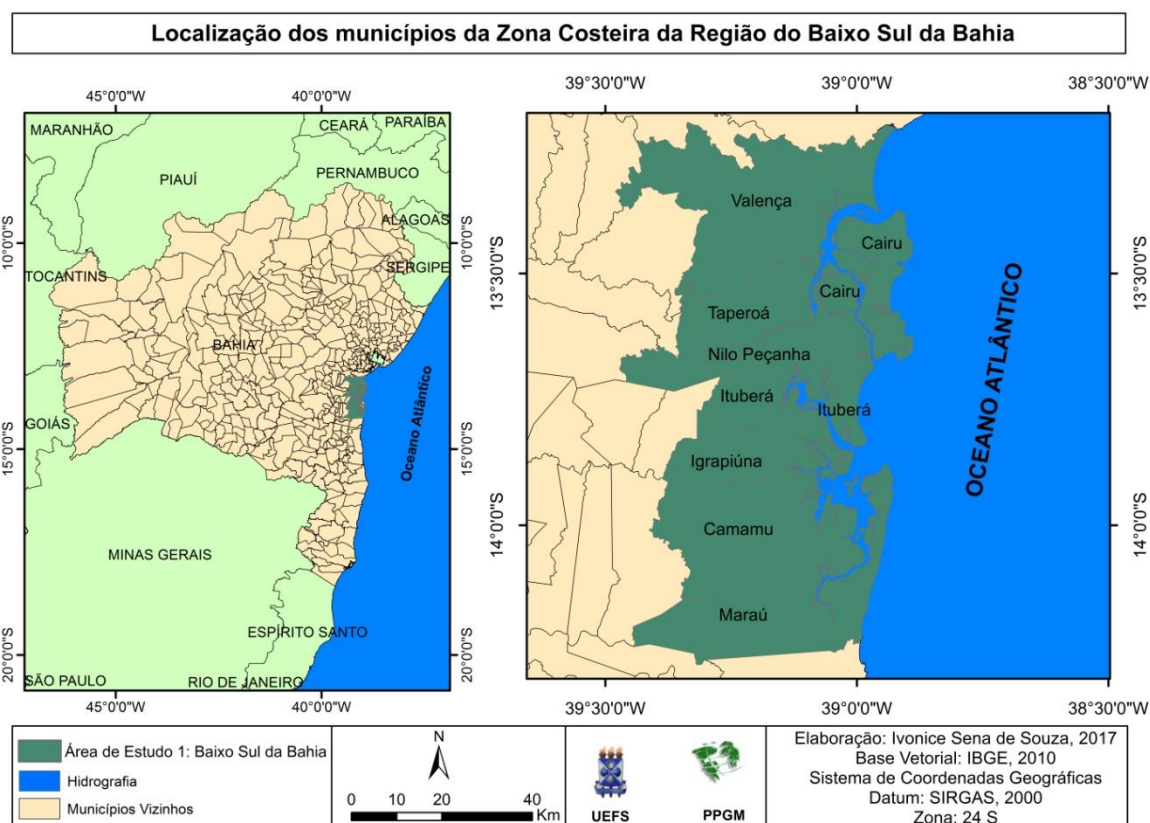 Localização dos municípios da Zona Costeira da Região do Baixo Sul da Bahia
45°0'0"W
40°0'0"W
10°0'0"S
15°0'0"S
20°0'0"S
MARANHÃO
CEARÁ
PARAÍBA
PIAUÍ
PERNAMBUCO
ALAGOAS
SERGIPE
TOCANTINS
BAHIA
GOIÁS
Oceano Atlântico
MINAS GERAIS
ESPÍRITO SANTO
SÃO PAULO
RIO DE JANEIRO
10°0'0"S
15°0'0"S
20°0'0"S
45°0'0"W
40°0'0"W
39°30'0"W
39°0'0"W
38°30'0"W
13°30'0"S
14°0'0"S
Valença
Cairu
Cairu
Taperoá
Nilo Peçanha
Ituberá
Ituberá
Igrapiúna
Camamu
Maraú
OCEANO ATLÂNTICO
13°30'0"S
14°0'0"S
39°30'0"W
39°0'0"W
38°30'0"W
Área de Estudo 1: Baixo Sul da Bahia
Hidrografia
Municípios Vizinhos
N
0 10 20 40
Km
UEFS
PPGM
Elaboração: Ivonice Sena de Souza, 2017
Base Vetorial: IBGE, 2010
Sistema de Coordenadas Geográficas
Datum: SIRGAS, 2000
Zona: 24 S